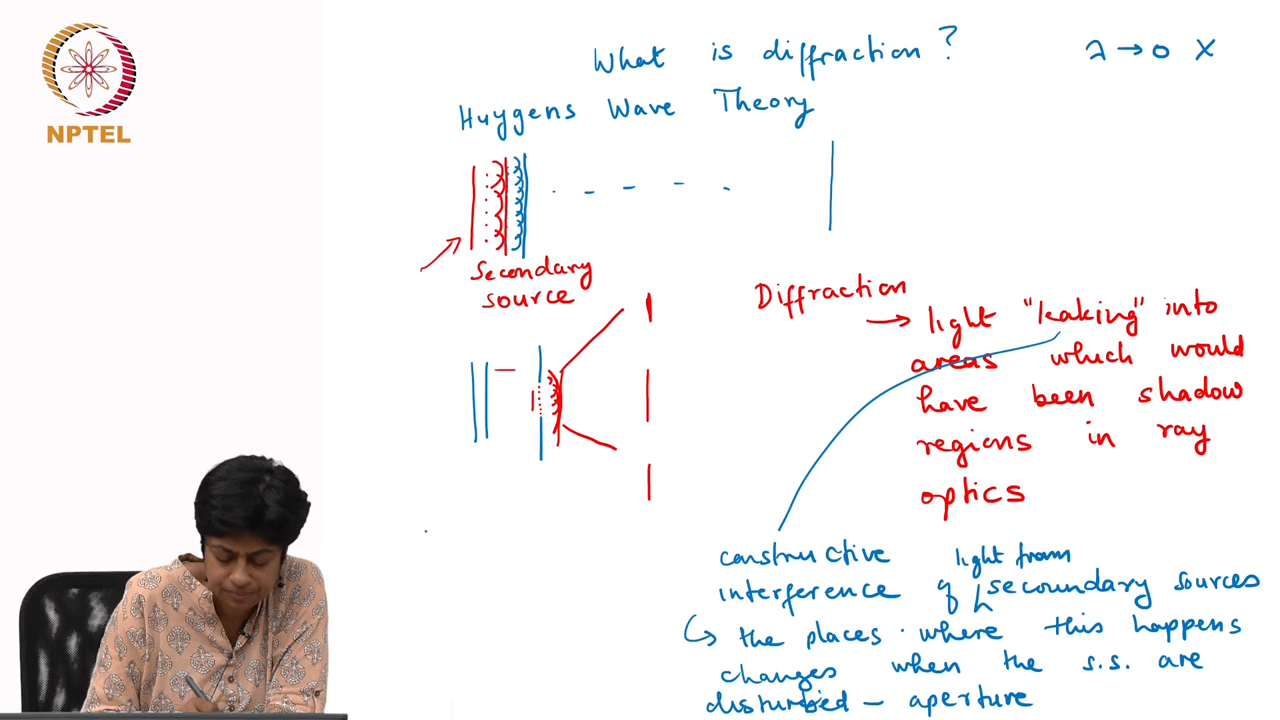 NPTEL
What is diffraction?
λ → 0 X
Huygens Wave Theory
Secondary
source
Diffraction
→ light "leaking" into
areas which would
have been shadow
regions in ray
optics
constructive light from
interference of secoundary sources
↳ the places where this happens
changes when the s.s. are
disturbed - aperture